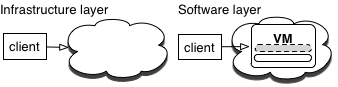 Infrastructure layer
client
Software layer
client
VM